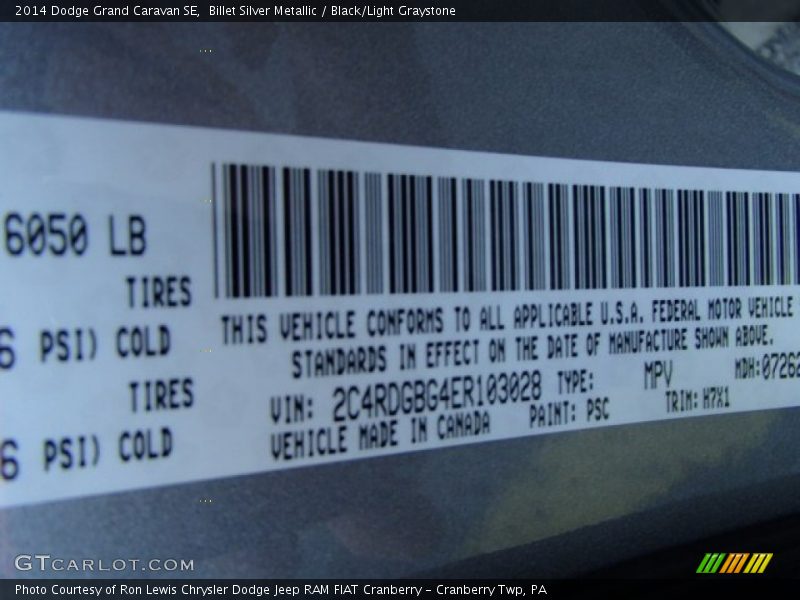 2014 Dodge Grand Caravan SE, Billet Silver Metallic / Black/Light Graystone
6050 LB
TIRES
6 PSI) COLD
TIRES
6 PSI) COLD
THIS VEHICLE CONFORMS TO ALL APPLICABLE U.S.A. FEDERAL MOTOR VEHICLE
STANDARDS IN EFFECT ON THE DATE OF MANUFACTURE SHOWN ABOVE.
VIN: 2C4RDGBG4ER103028 TYPE: MPV MDH:07262
VEHICLE MADE IN CANADA PAINT: PSC TRIM: H7X1
GTCARLOT.COM
Photo Courtesy of Ron Lewis Chrysler Dodge Jeep RAM FIAT Cranberry - Cranberry Twp, PA